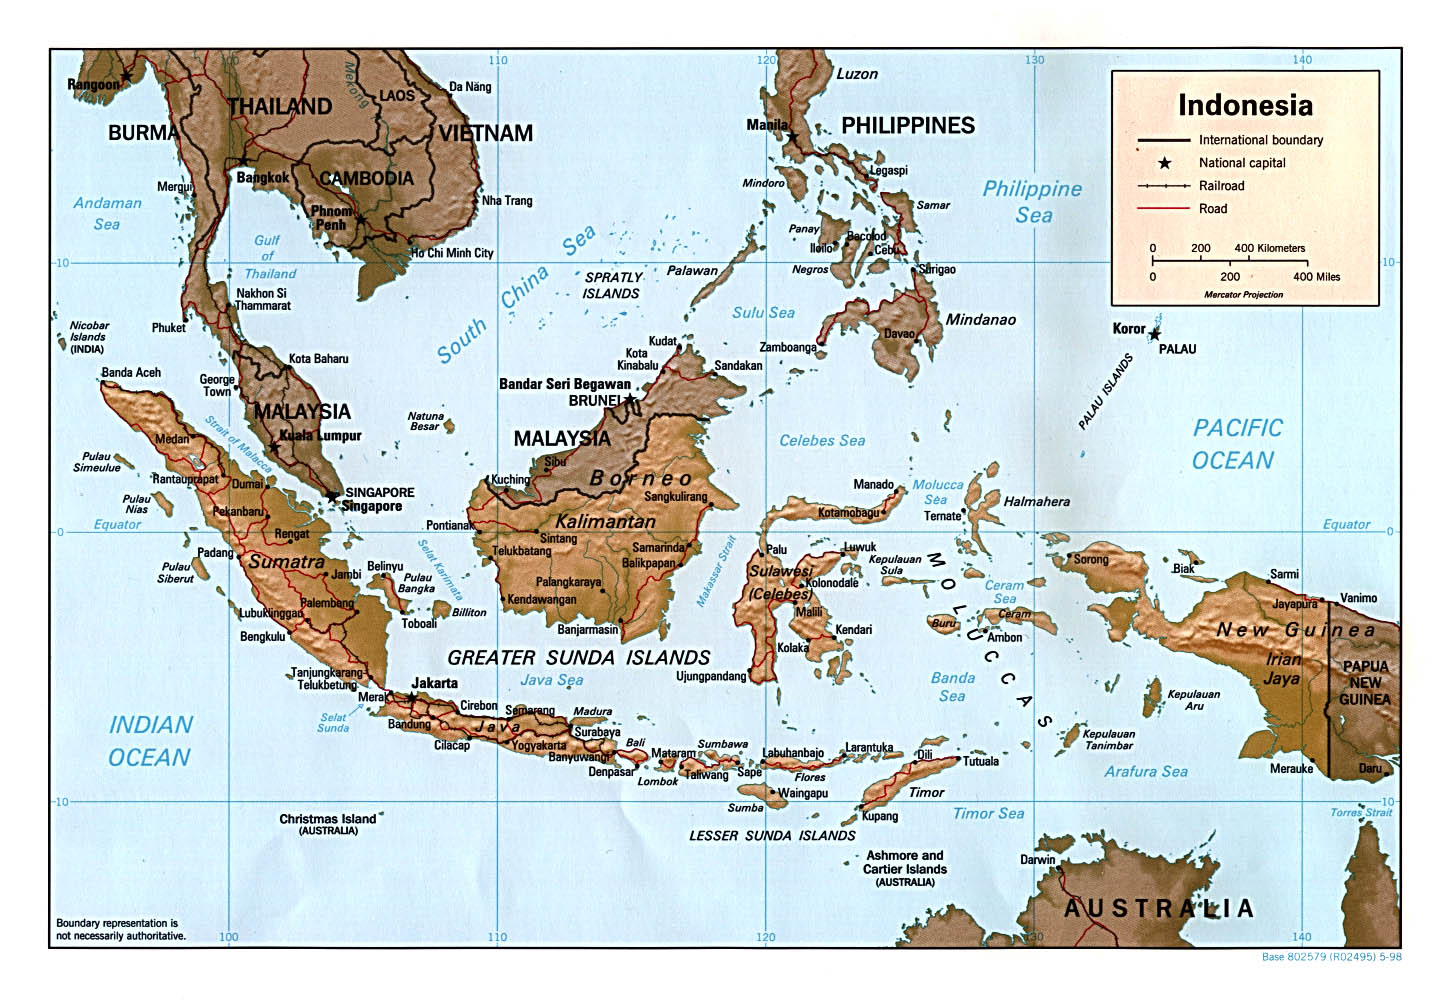 100
110
120
130
140
Indonesia
International boundary
National capital
Railroad
Road
0 200 400 Kilometers
0 200 400 Miles
Mercator Projection
Rangoon
BURMA
THAILAND
LAOS
Mekong
Da Năng
VIETNAM
Mergui
Bangkok
CAMBODIA
Phnom
Penh
Nha Trang
Ho Chi Minh City
Andaman
Sea
Gulf
of
Thailand
Luzon
Manila
PHILIPPINES
Legaspi
Mindoro
Samar
Panay
Iloilo
Bacolod
Cebu
Negros
Palawan
Surigao
Philippine
Sea
10
10
South China Sea
SPRATLY
ISLANDS
Sulu Sea
Mindanao
Davao
Zamboanga
Koror
PALAU
PALAU ISLANDS
Nakhon Si
Thammarat
Phuket
Nicobar
Islands
(INDIA)
Kota Baharu
Banda Aceh
George
Town
MALAYSIA
Kuala Lumpur
Strait of Malacca
Natuna
Besar
Kudat
Kota
Kinabalu
Sandakan
Bandar Seri Begawan
BRUNEI
MALAYSIA
Celebes Sea
PACIFIC
OCEAN
Medan
Pulau
Simeulue
Rantauprapat
Dumai
SINGAPORE
Singapore
Sibu
Kuching
Borneo
Sangkulirang
Manado
Molucca
Sea
Halmahera
Kotamobagu
Ternate
Pulau
Nias
Pekanbaru
Equator
Equator
0
0
Rengat
Pontianak
Kalimantan
Sintang
Telukbatang
Samarinda
Balikpapan
Makassar Strait
Palu
Luwuk
Kepulauan
Sula
Sorong
Biak
Sarmi
Padang
Sumatra
Pulau
Siberut
Jambi
Belinyu
Pulau
Bangka
Selat Karimata
Palangkaraya
Kendawangan
Sulawesi
(Celebes)
Kolonodale
Malili
MOLUCCAS
Ceram
Sea
Ceram
Buru
Ambon
Jayapura
Vanimo
New Guinea
Irian
Jaya
PAPUA
NEW
GUINEA
Palembang
Lubuklinggan
Bengkulu
Toboali
Billiton
Banjarmasin
Kendari
Kolaka
GREATER SUNDA ISLANDS
Ujungpandang
Java Sea
Banda
Sea
Kepulauan
Aru
Tanjungkarang-
Telukbetung
Jakarta
Merak
Cirebon
Semarang
Madura
Selat
Sunda
Bandung
Java
Surabaya
Cilacap
Yogyakarta
Banyuwangi
Bali
Denpasar
Mataram
Lombok
Sumbawa
Taliwang
Sape
Labuhanbajo
Flores
Larantuka
Dili
Tutuala
Kepulauan
Tanimbar
Arafura Sea
Merauke
Daru
INDIAN
OCEAN
Waingapu
Sumba
Timor
Kupang
Timor Sea
Torres Strait
10
10
Christmas Island
(AUSTRALIA)
LESSER SUNDA ISLANDS
Ashmore and
Cartier Islands
(AUSTRALIA)
Darwin
AUSTRALIA
Boundary representation is
not necessarily authoritative.
100
110
120
130
140
Base 802579 (R02495) 5-98